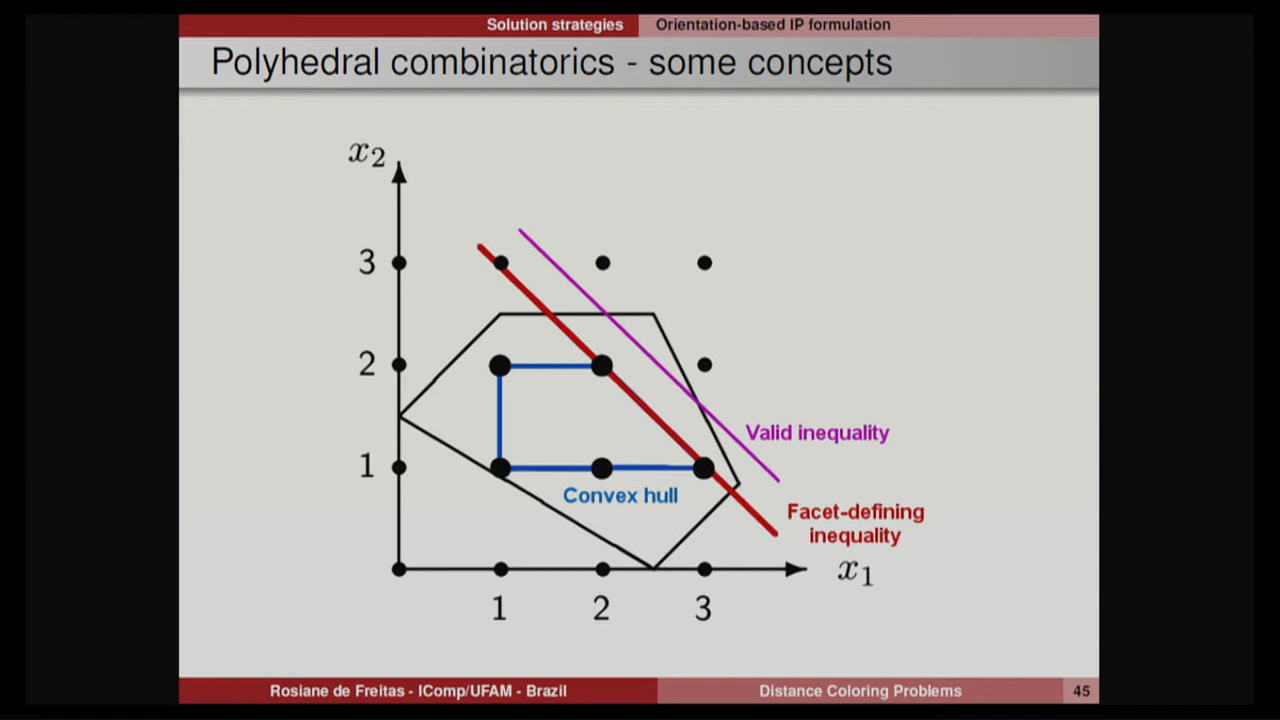 Solution strategies
Orientation-based IP formulation
Polyhedral combinatorics - some concepts
x2
3
2
1
Valid inequality
Convex hull
Facet-defining
inequality
x1
1 2 3
Rosiane de Freitas - IComp/UFAM - Brazil
Distance Coloring Problems
45